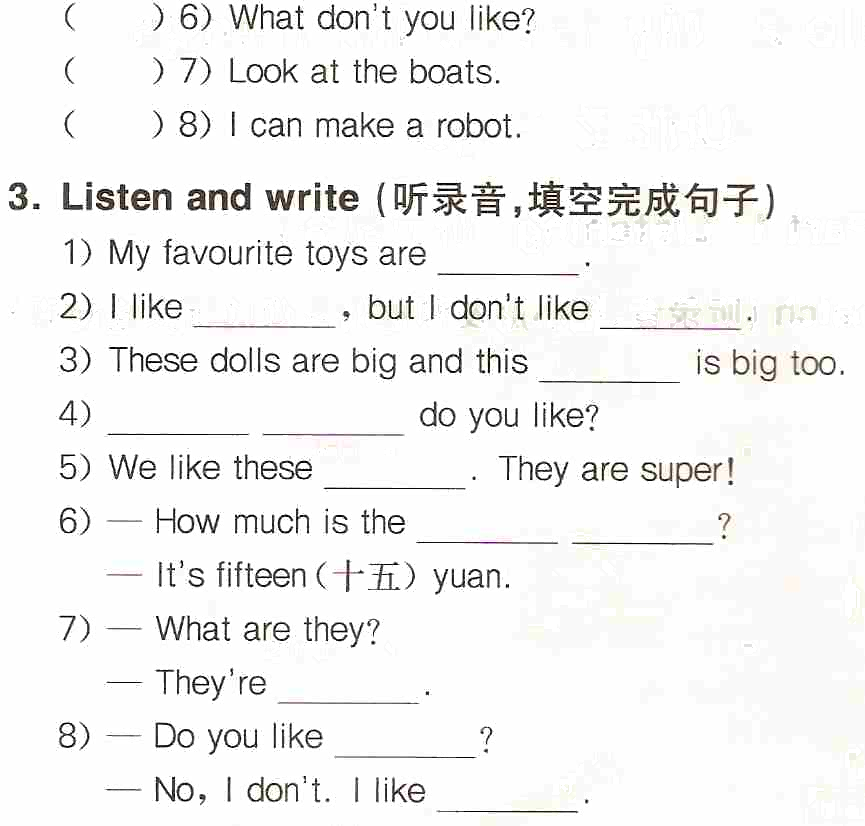 (    ) 6) What don't you like?
(    ) 7) Look at the boats.
(    ) 8) I can make a robot.
3. Listen and write (听录音,填空完成句子)
1) My favourite toys are ________.
2) I like ________, but I don't like ________.
3) These dolls are big and this ________ is big too.
4) ________ ________ do you like?
5) We like these ________. They are super!
6) — How much is the ________ ________?
— It's fifteen(十五) yuan.
7) — What are they?
— They're ________.
8) — Do you like ________?
— No, I don't. I like ________.